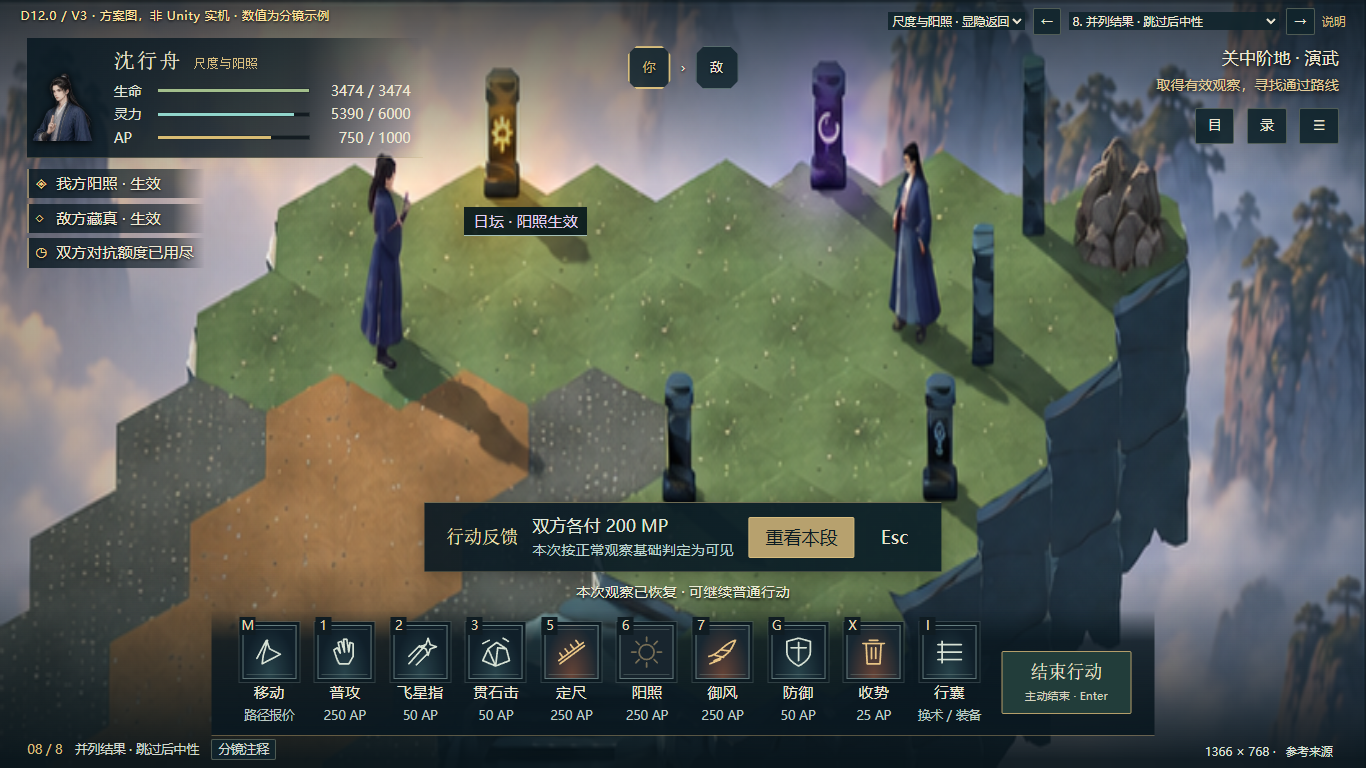 D12.0 / V3 · 方案图，非 Unity 实机 · 数值为分镜示例
尺度与阳照 · 显隐返回
←
8. 并列结果 · 跳过后中性
→
说明
沈行舟 尺度与阳照
生命 3474 / 3474
灵力 5390 / 6000
AP 750 / 1000
你 › 敌
关中阶地 · 演武
取得有效观察，寻找通过路线
目 录 ☰
我方阳照 · 生效
敌方藏真 · 生效
双方对抗额度已用尽
日坛 · 阳照生效
行动反馈
双方各付 200 MP
本次按正常观察基础判定为可见
重看本段
Esc
本次观察已恢复 · 可继续普通行动
M 1 2 3 5 6 7 G X I
移动 普攻 飞星指 贯石击 定尺 阳照 御风 防御 收势 行囊
路径报价 250 AP 50 AP 50 AP 250 AP 250 AP 250 AP 50 AP 25 AP 换术 / 装备
结束行动
主动结束 · Enter
08 / 8 并列结果 · 跳过后中性 分镜注释
1366 × 768 · 参考来源